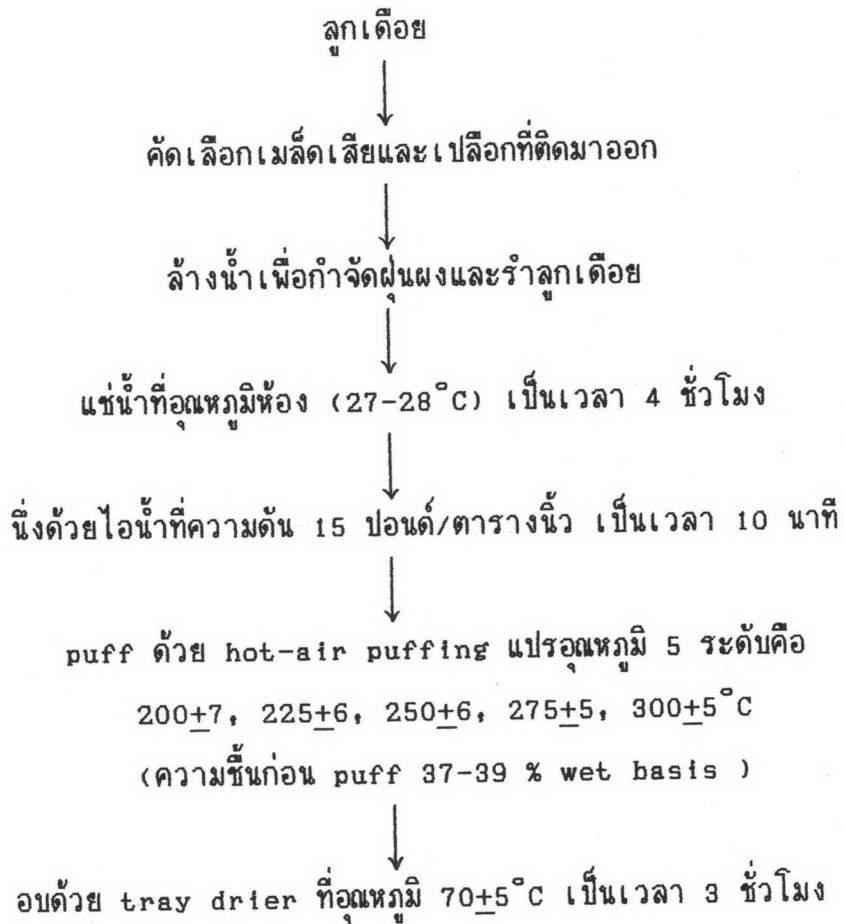 ลูกเดือย
คัดเลือกเมล็ดเสียและเปลือกที่ติดมาออก
ล้างน้ำเพื่อกำจัดฝุ่นผงและรำลูกเดือย
แช่น้ำที่อุณหภูมิห้อง (27-28°C) เป็นเวลา 4 ชั่วโมง
นึ่งด้วยไอน้ำที่ความดัน 15 ปอนด์/ตารางนิ้ว เป็นเวลา 10 นาที
puff ด้วย hot-air puffing แปรอุณหภูมิ 5 ระดับคือ
200±7, 225±6, 250±6, 275±5, 300±5°C
(ความชื้นก่อน puff 37-39 % wet basis )
อบด้วย tray drier ที่อุณหภูมิ 70±5°C เป็นเวลา 3 ชั่วโมง